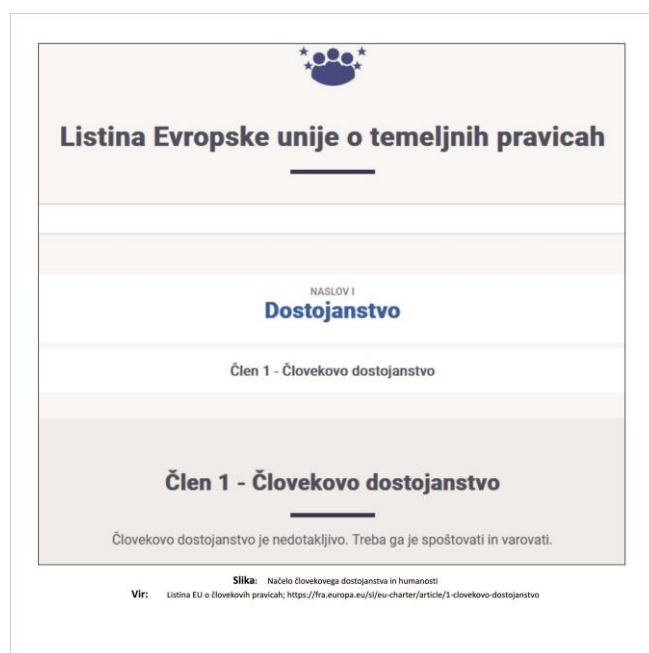 Listina Evropske unije o temeljnih pravicah
NASLOV I
Dostojanstvo
Člen 1 - Človekovo dostojanstvo
Člen 1 - Človekovo dostojanstvo
Človekovo dostojanstvo je nedotakljivo. Treba ga je spoštovati in varovati.
Slika: Načelo človekovega dostojanstva in humanosti
Vir: Listina EU o človekovih pravicah; https://fra.europa.eu/sl/eu-charter/article/1-clovekovo-dostojanstvo